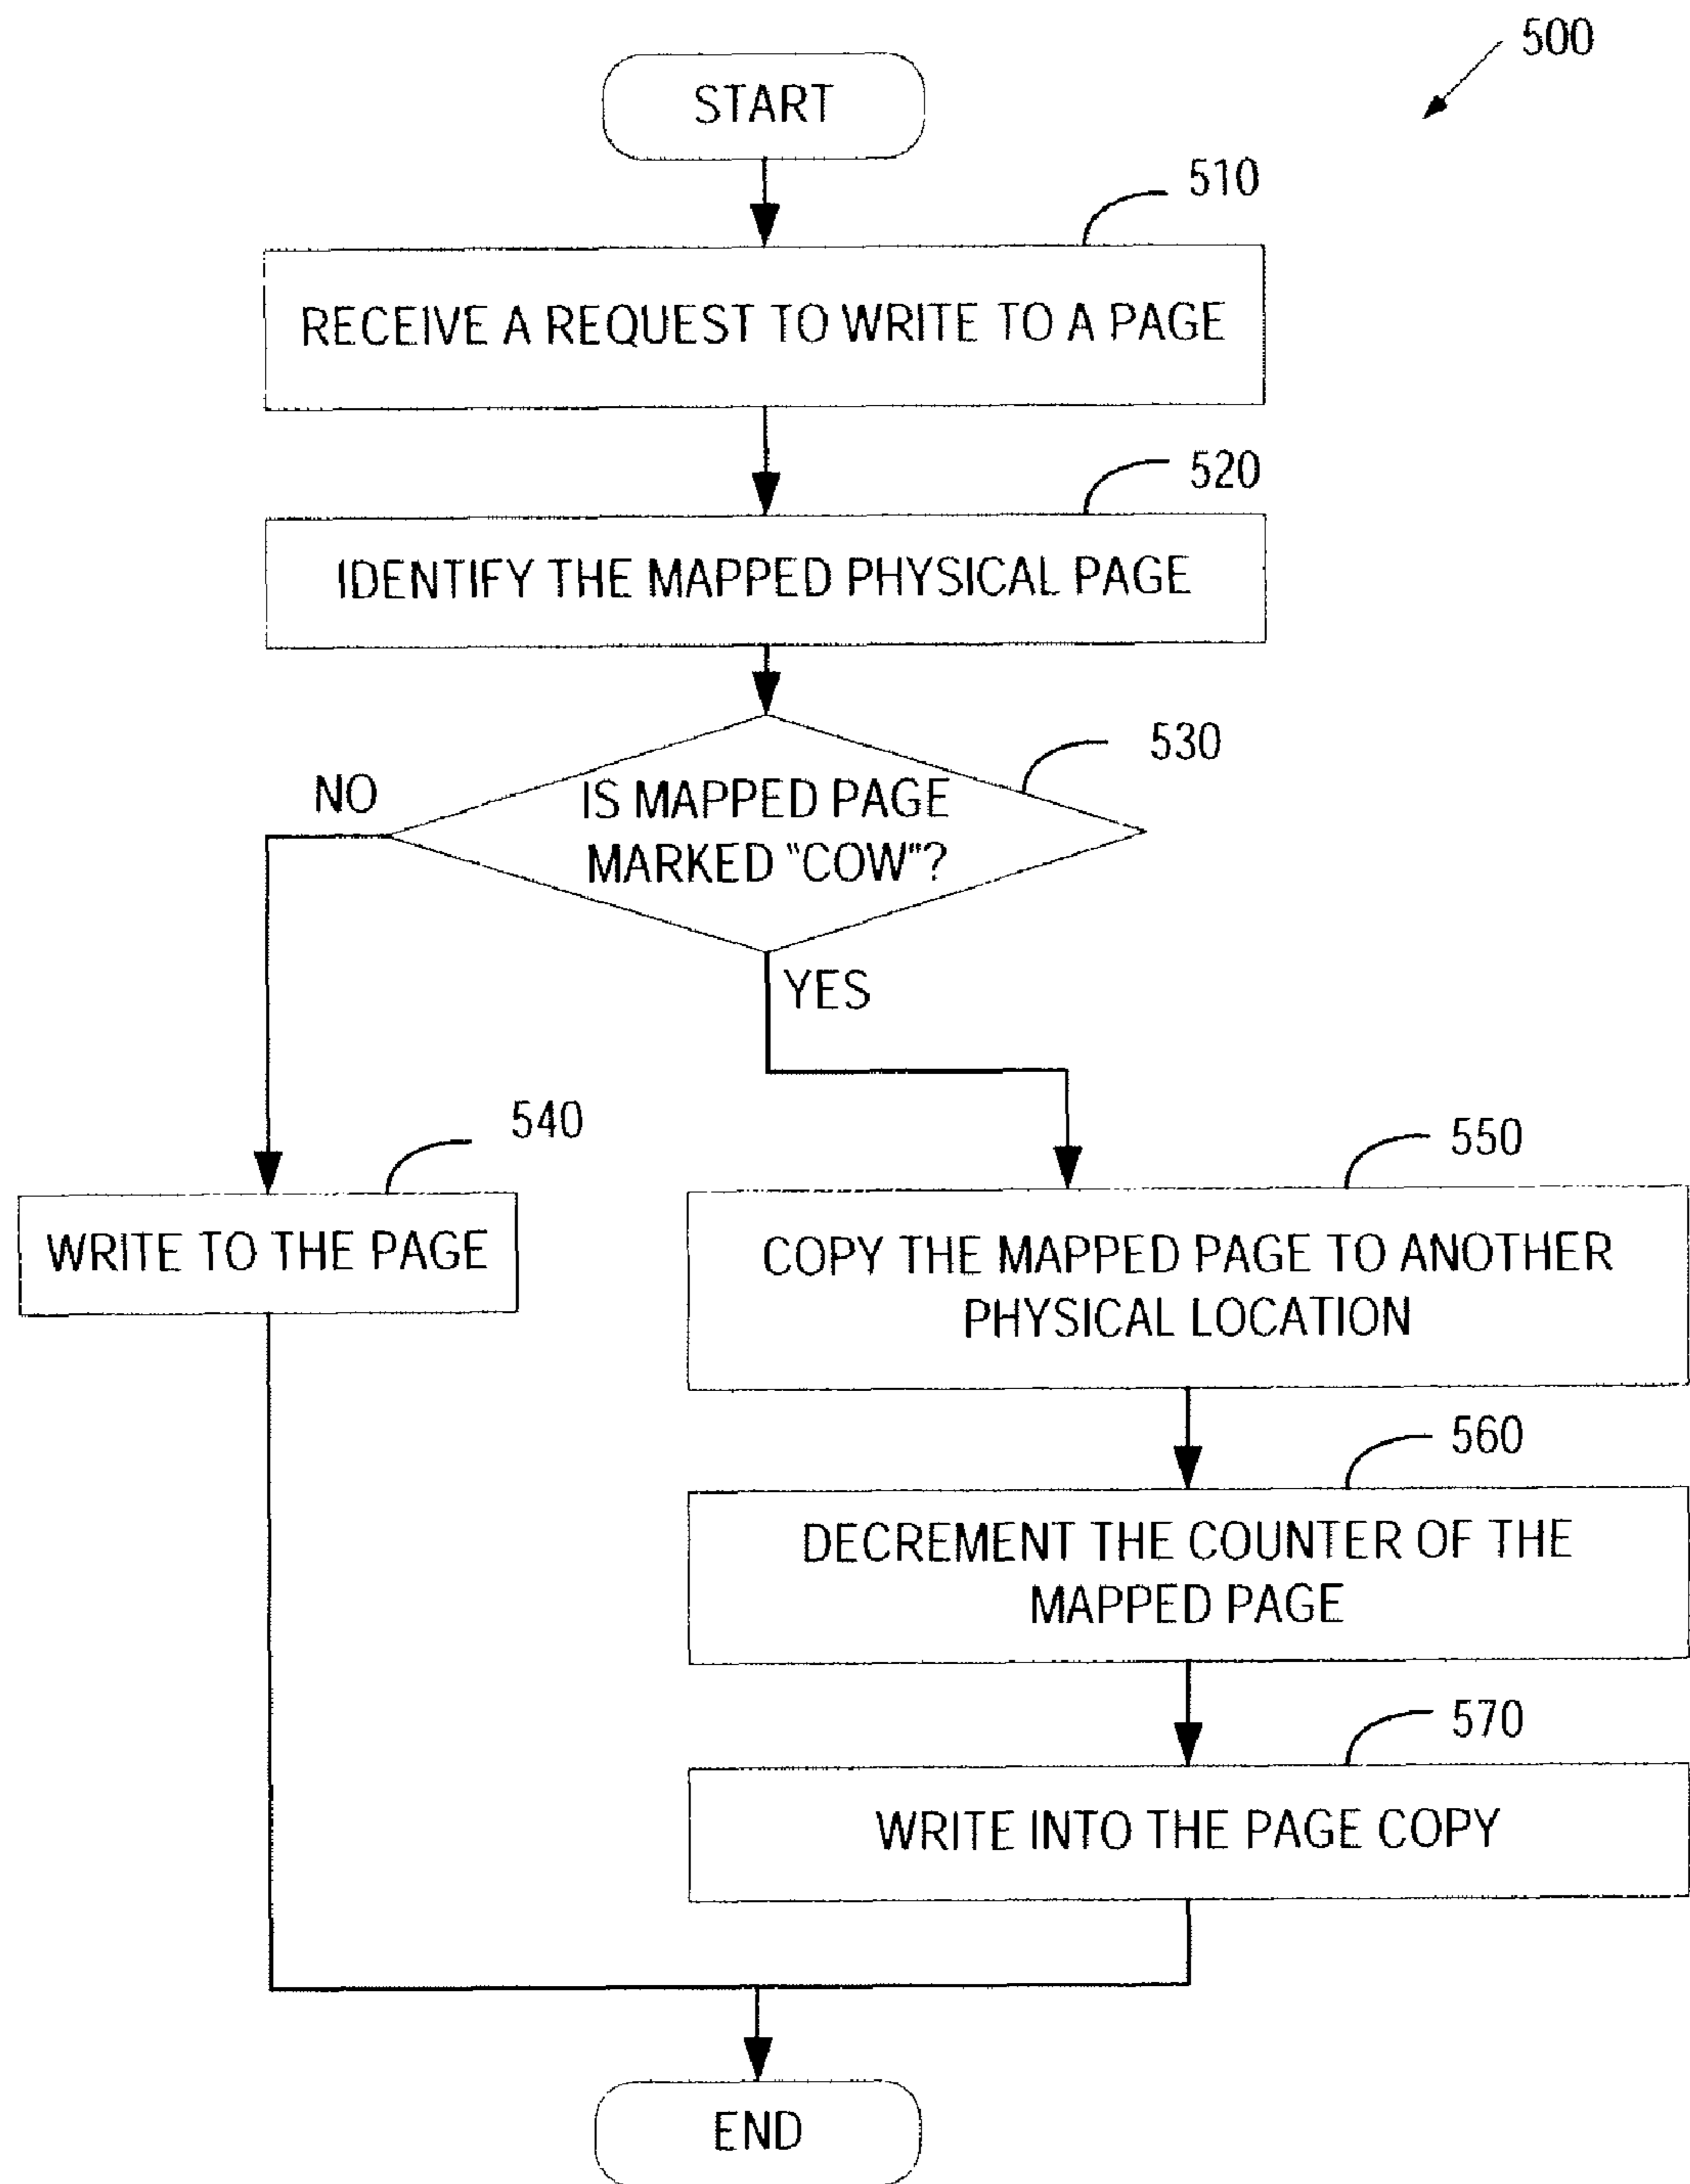 500
START
510
RECEIVE A REQUEST TO WRITE TO A PAGE
520
IDENTIFY THE MAPPED PHYSICAL PAGE
530
NO
IS MAPPED PAGE
MARKED "COW"?
YES
540
WRITE TO THE PAGE
550
COPY THE MAPPED PAGE TO ANOTHER
PHYSICAL LOCATION
560
DECREMENT THE COUNTER OF THE
MAPPED PAGE
570
WRITE INTO THE PAGE COPY
END